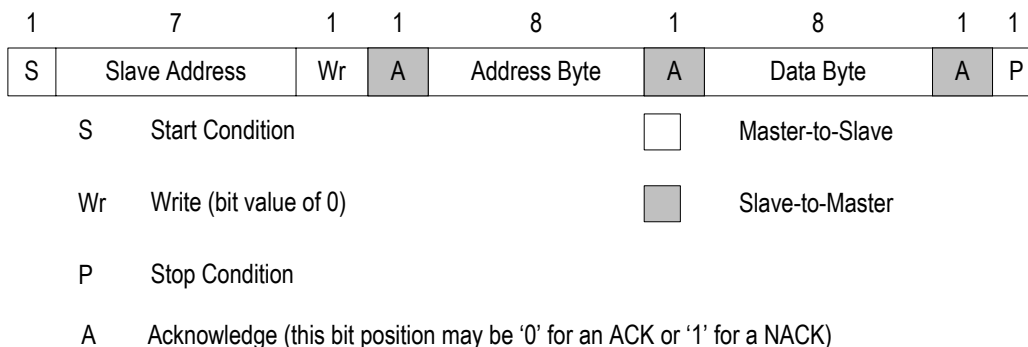 1 7 1 1 8 1 8 1 1
S Slave Address Wr A Address Byte A Data Byte A P
S Start Condition Master-to-Slave
Wr Write (bit value of 0) Slave-to-Master
P Stop Condition
A Acknowledge (this bit position may be ‘0’ for an ACK or ‘1’ for a NACK)